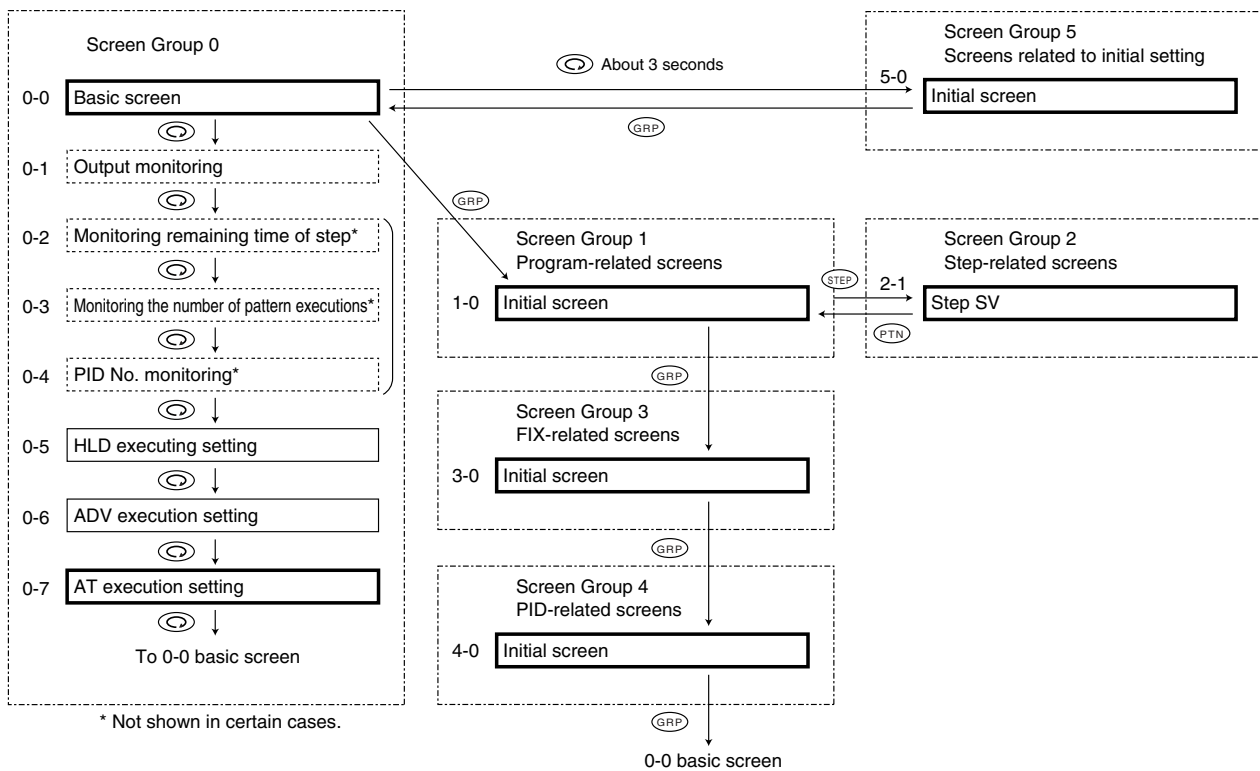 Screen Group 0
0-0 Basic screen
0-1 Output monitoring
0-2 Monitoring remaining time of step*
0-3 Monitoring the number of pattern executions*
0-4 PID No. monitoring*
0-5 HLD executing setting
0-6 ADV execution setting
0-7 AT execution setting
To 0-0 basic screen
* Not shown in certain cases.
About 3 seconds
GRP
Screen Group 5
Screens related to initial setting
5-0
Initial screen
GRP
Screen Group 1
Program-related screens
1-0 Initial screen
STEP
PTN
Screen Group 2
Step-related screens
2-1
Step SV
GRP
Screen Group 3
FIX-related screens
3-0 Initial screen
GRP
Screen Group 4
PID-related screens
4-0 Initial screen
GRP
0-0 basic screen